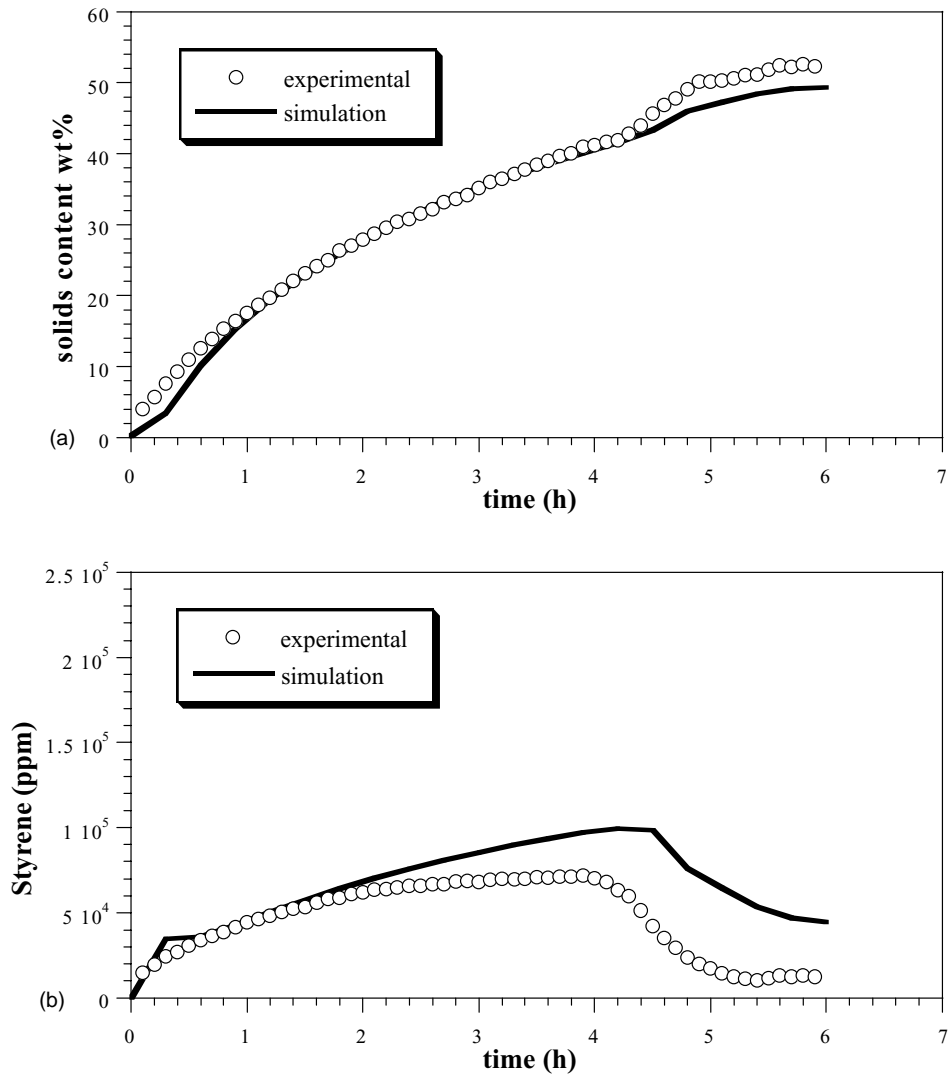 60
50
40
30
20
10
0
solids content wt%
experimental
simulation
(a)
0 1 2 3 4 5 6 7
time (h)
2.5 10^5
2 10^5
1.5 10^5
1 10^5
5 10^4
0
Styrene (ppm)
experimental
simulation
(b)
0 1 2 3 4 5 6 7
time (h)